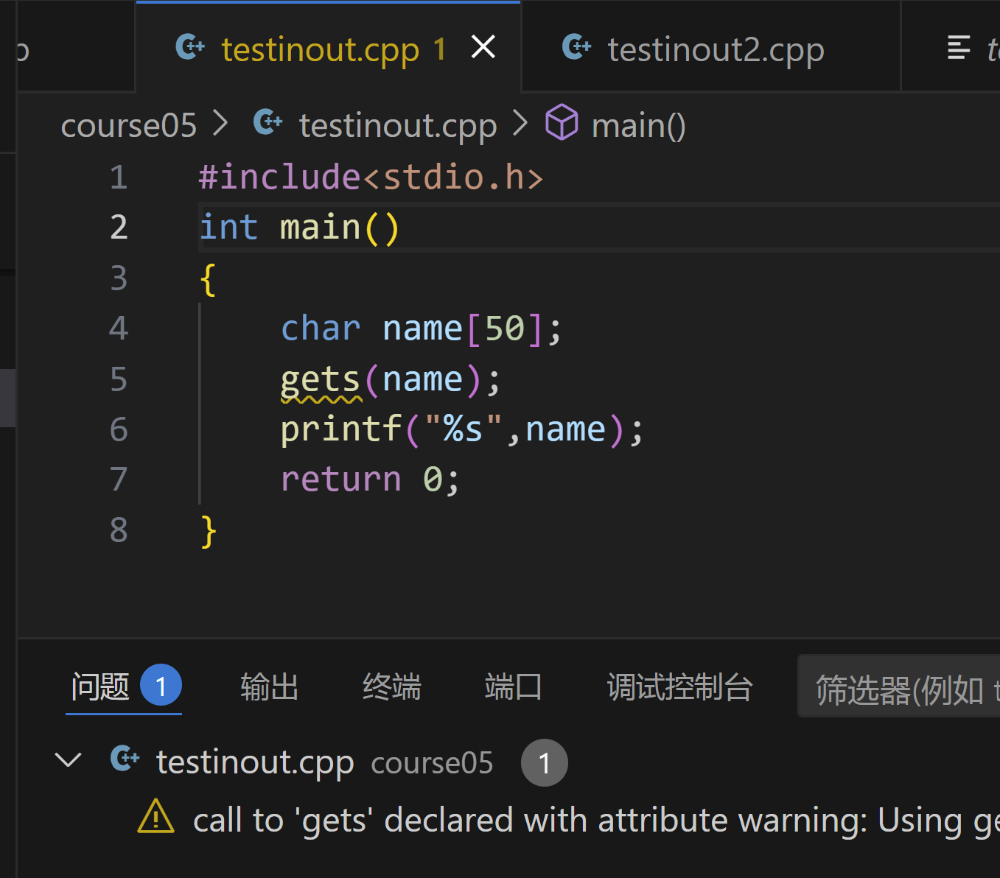 testinout.cpp 1
testinout2.cpp
course05 > testinout.cpp > main()
1 #include<stdio.h>
2 int main()
3 {
4     char name[50];
5     gets(name);
6     printf("%s",name);
7     return 0;
8 }
问题 1 输出 终端 端口 调试控制台 筛选器(例如
testinout.cpp course05 1
call to 'gets' declared with attribute warning: Using